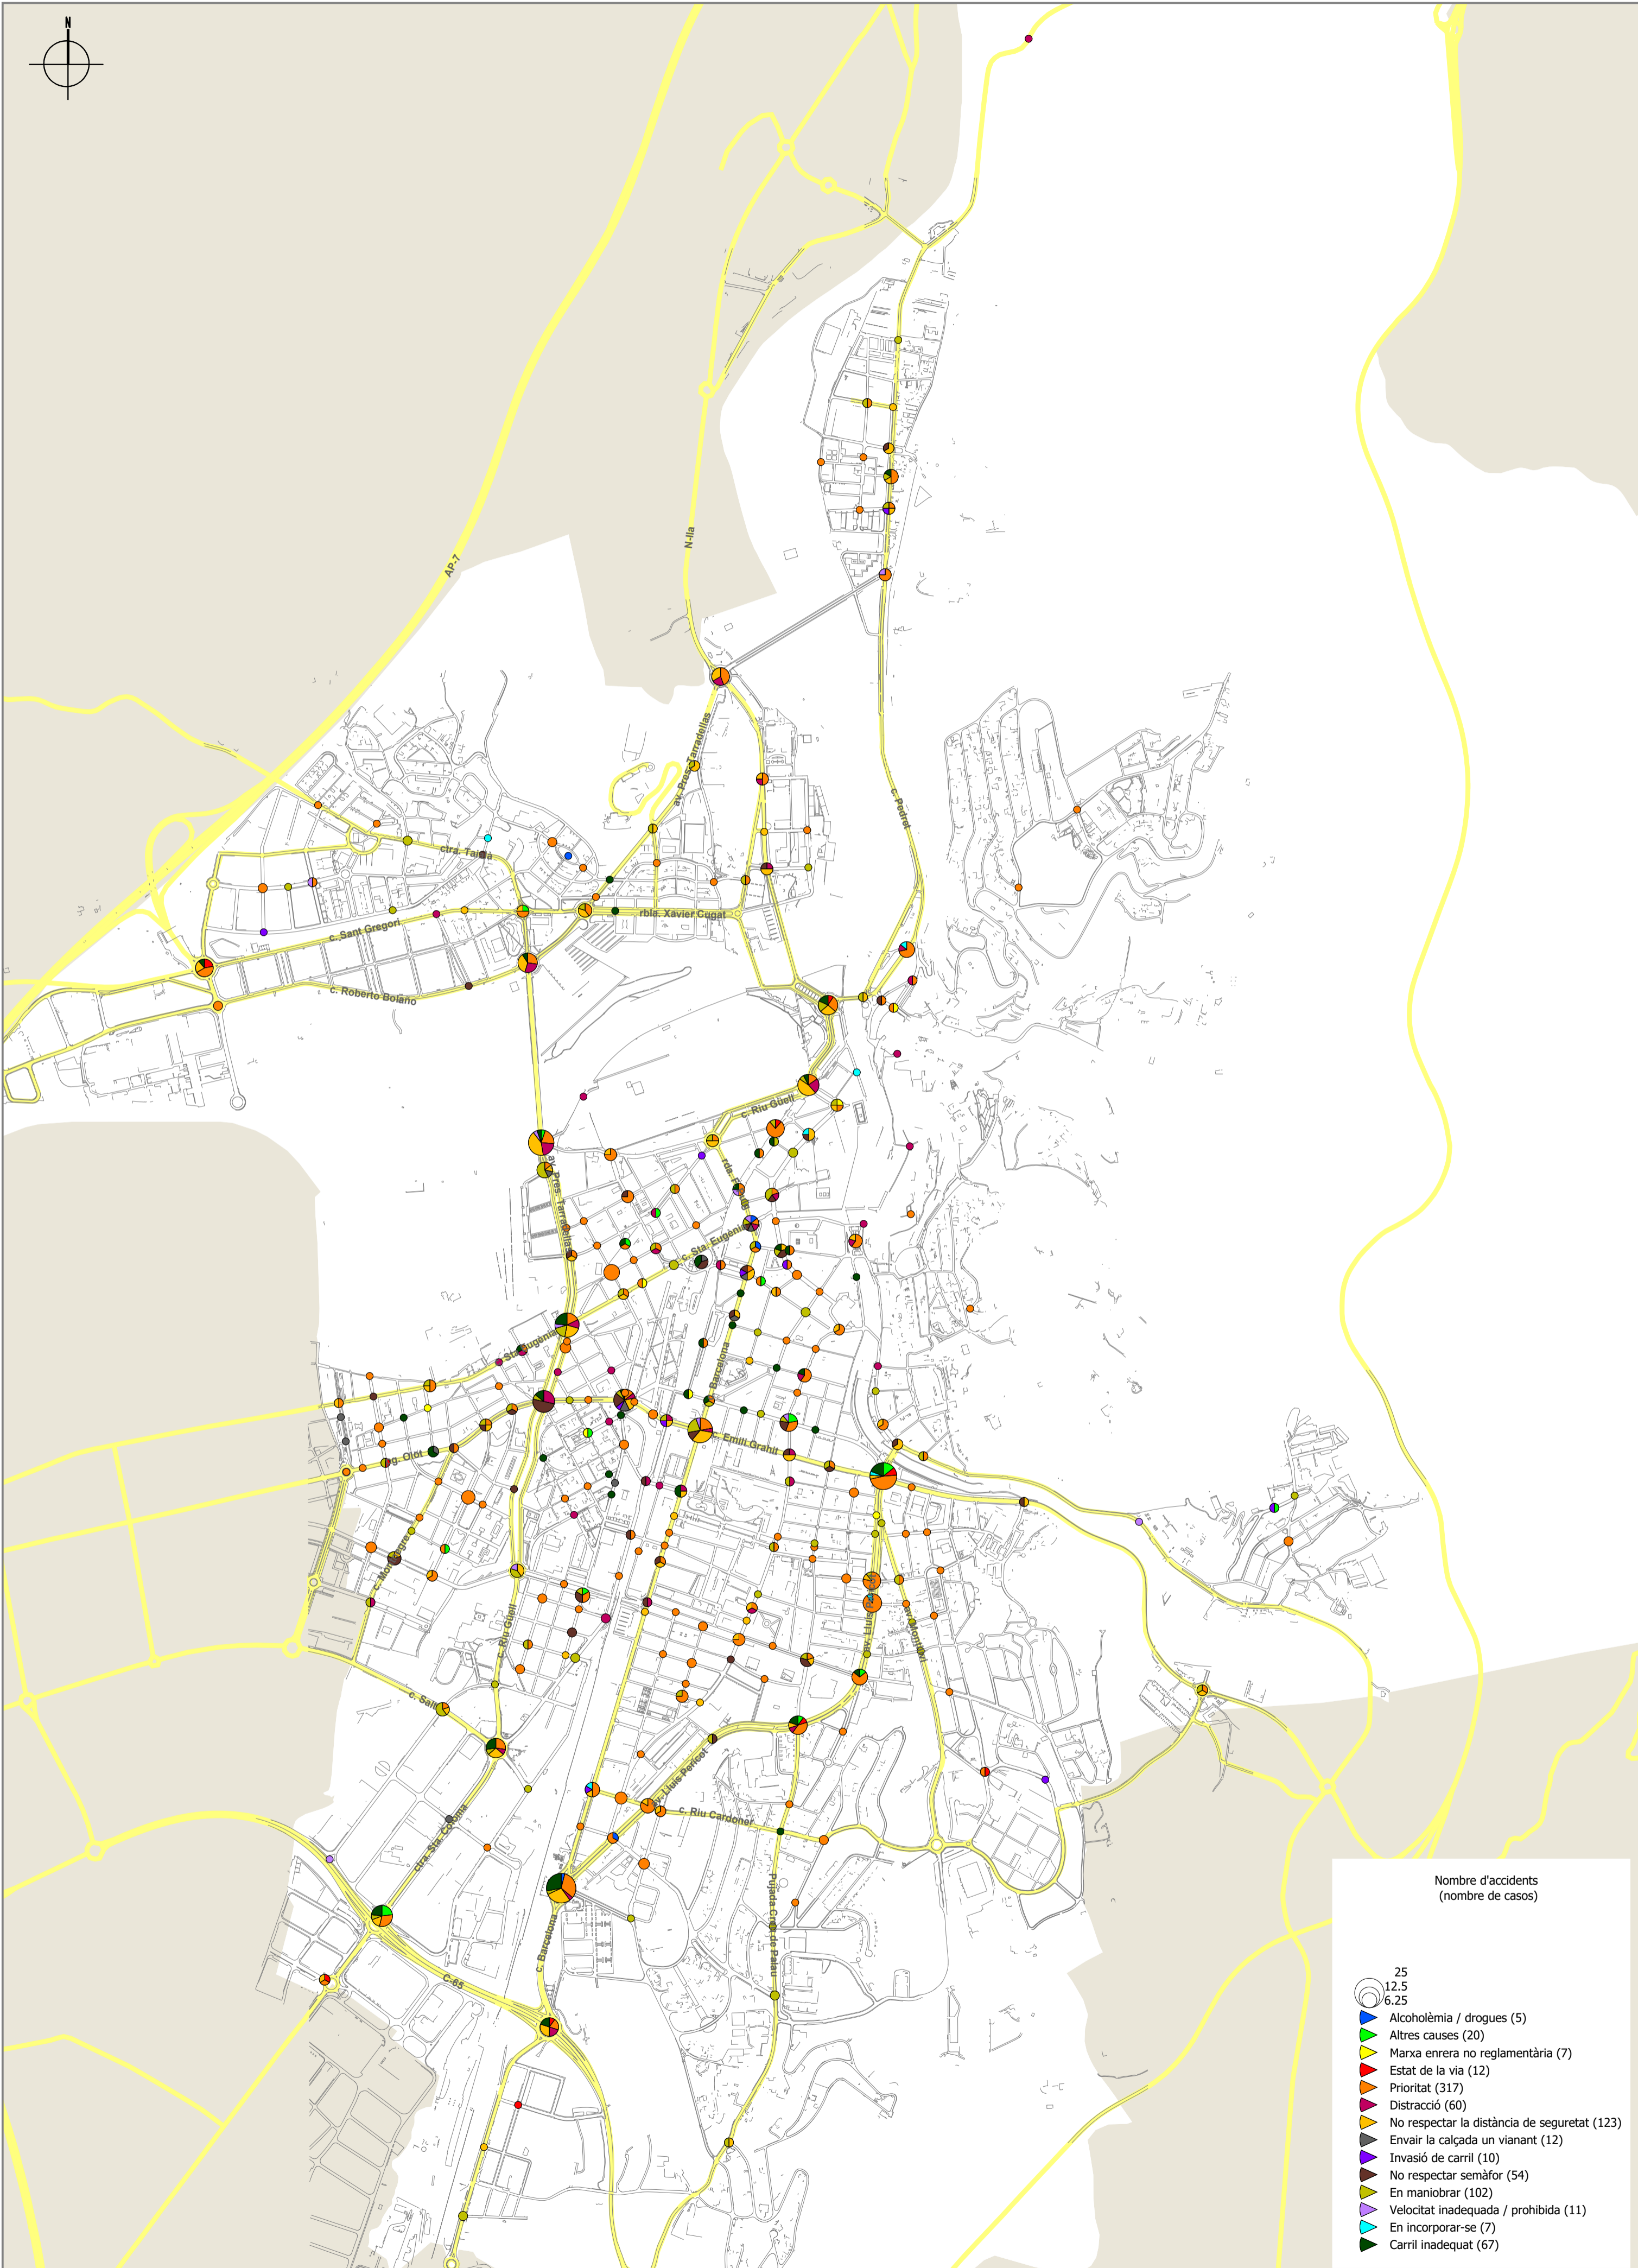 N
AP-7
N-IIa
av. Pres. Tarradellas
c. Pedret
ctra. Taialà
rbla. Xavier Cugat
c. Sant Gregori
c. Roberto Bolaño
c. Riu Güell
av. Pres. Tarradellas
c. Sta. Eugènia
Sta. Eugènia
c. Barcelona
c. Emili Grahit
c. Montnegre
c. Riu Güell
c. Salt
av. Lluís Pericot
c. Riu Cardoner
ctra. Sta. Coloma
Pujada Creu de Palau
c. Barcelona
C-65
Nombre d'accidents
(nombre de casos)
25
12.5
6.25
Alcoholèmia / drogues (5)
Altres causes (20)
Marxa enrera no reglamentària (7)
Estat de la via (12)
Prioritat (317)
Distracció (60)
No respectar la distància de seguretat (123)
Envair la calçada un vianant (12)
Invasió de carril (10)
No respectar semàfor (54)
En maniobrar (102)
Velocitat inadequada / prohibida (11)
En incorporar-se (7)
Carril inadequat (67)